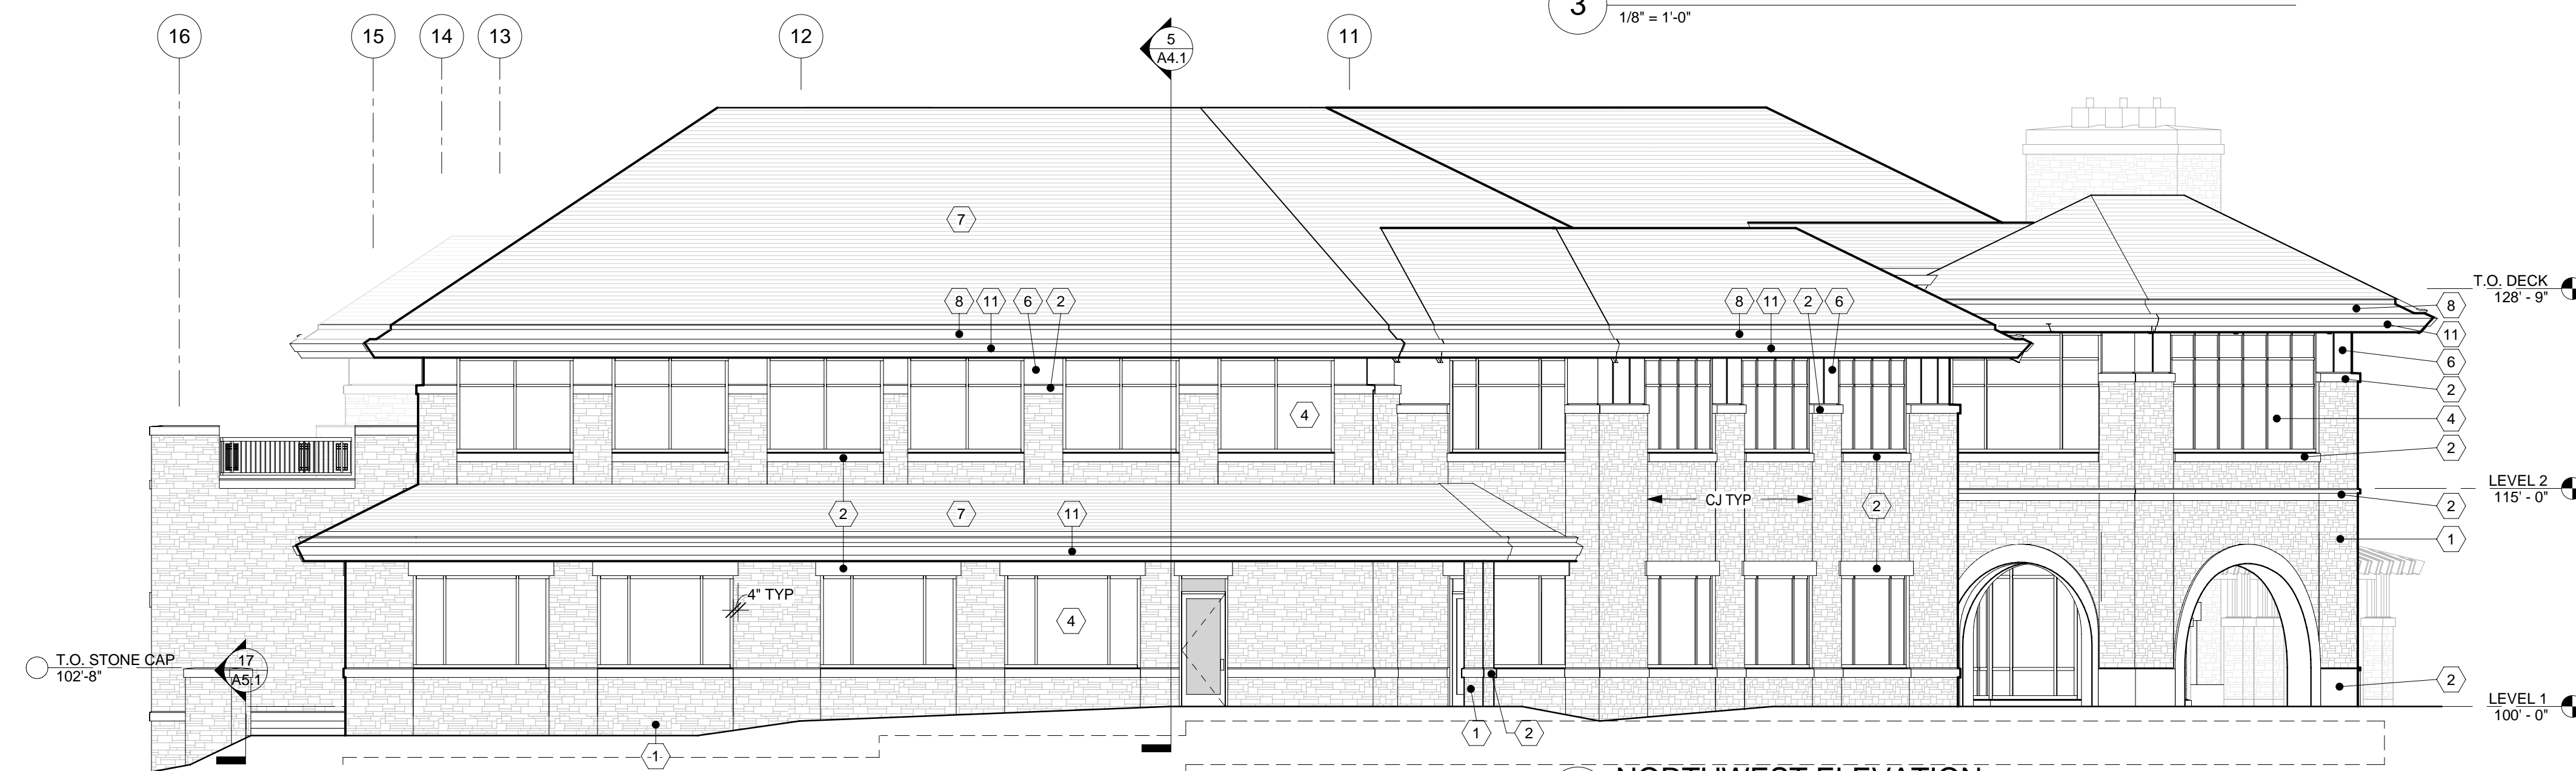 3
1/8" = 1'-0"
16
15
14
13
12
5
A4.1
11
7
8
11
6
2
8
11
2
6
T.O. DECK
128' - 9"
8
11
6
2
4
4
2
LEVEL 2
115' - 0"
2
CJ TYP
2
7
11
2
1
4" TYP
4
T.O. STONE CAP
102'-8"
17
A5.1
2
LEVEL 1
100' - 0"
1
2
-1-
NORTHWEST ELEVATION